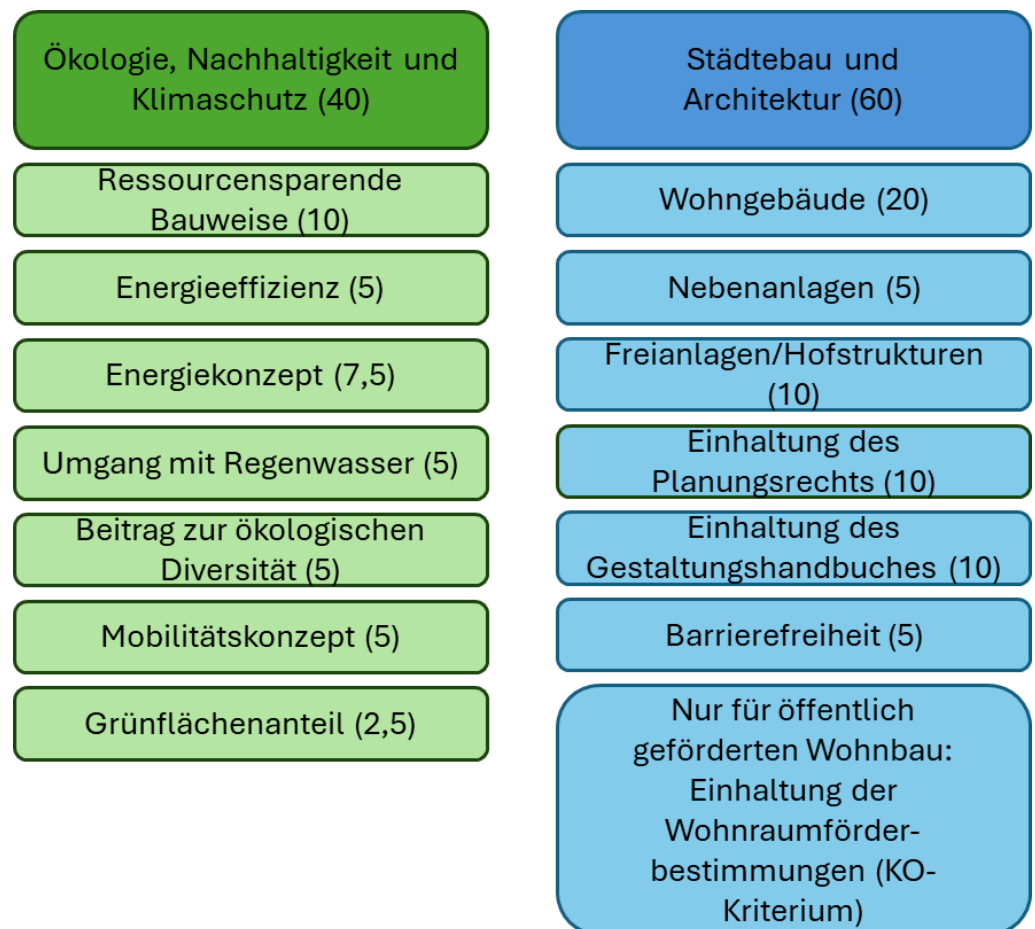 Ökologie, Nachhaltigkeit und
Klimaschutz (40)
Ressourcensparende
Bauweise (10)
Energieeffizienz (5)
Energiekonzept (7,5)
Umgang mit Regenwasser (5)
Beitrag zur ökologischen
Diversität (5)
Mobilitätskonzept (5)
Grünflächenanteil (2,5)
Städtebau und
Architektur (60)
Wohngebäude (20)
Nebenanlagen (5)
Freianlagen/Hofstrukturen
(10)
Einhaltung des
Planungsrechts (10)
Einhaltung des
Gestaltungshandbuches (10)
Barrierefreiheit (5)
Nur für öffentlich
geförderten Wohnbau:
Einhaltung der
Wohnraumförder-
bestimmungen (KO-
Kriterium)